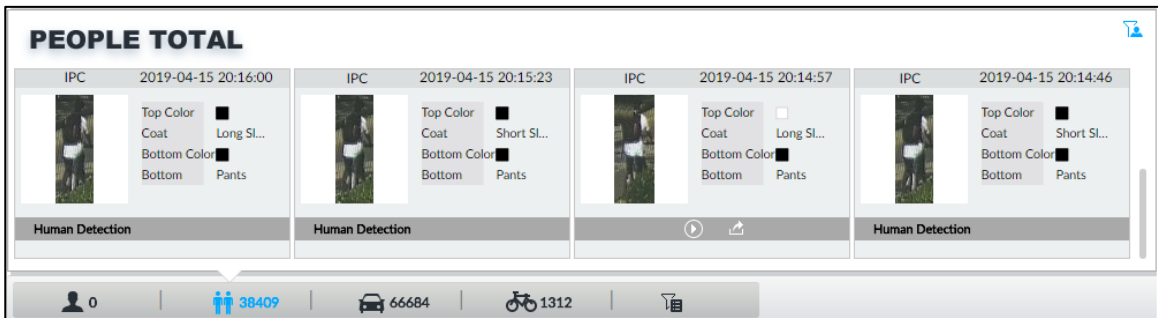 PEOPLE TOTAL
IPC 2019-04-15 20:16:00
Top Color
Coat Long Sl...
Bottom Color
Bottom Pants
Human Detection
IPC 2019-04-15 20:15:23
Top Color
Coat Short Sl...
Bottom Color
Bottom Pants
Human Detection
IPC 2019-04-15 20:14:57
Top Color
Coat Long Sl...
Bottom Color
Bottom Pants
IPC 2019-04-15 20:14:46
Top Color
Coat Short Sl...
Bottom Color
Bottom Pants
Human Detection
0 38409 66684 1312